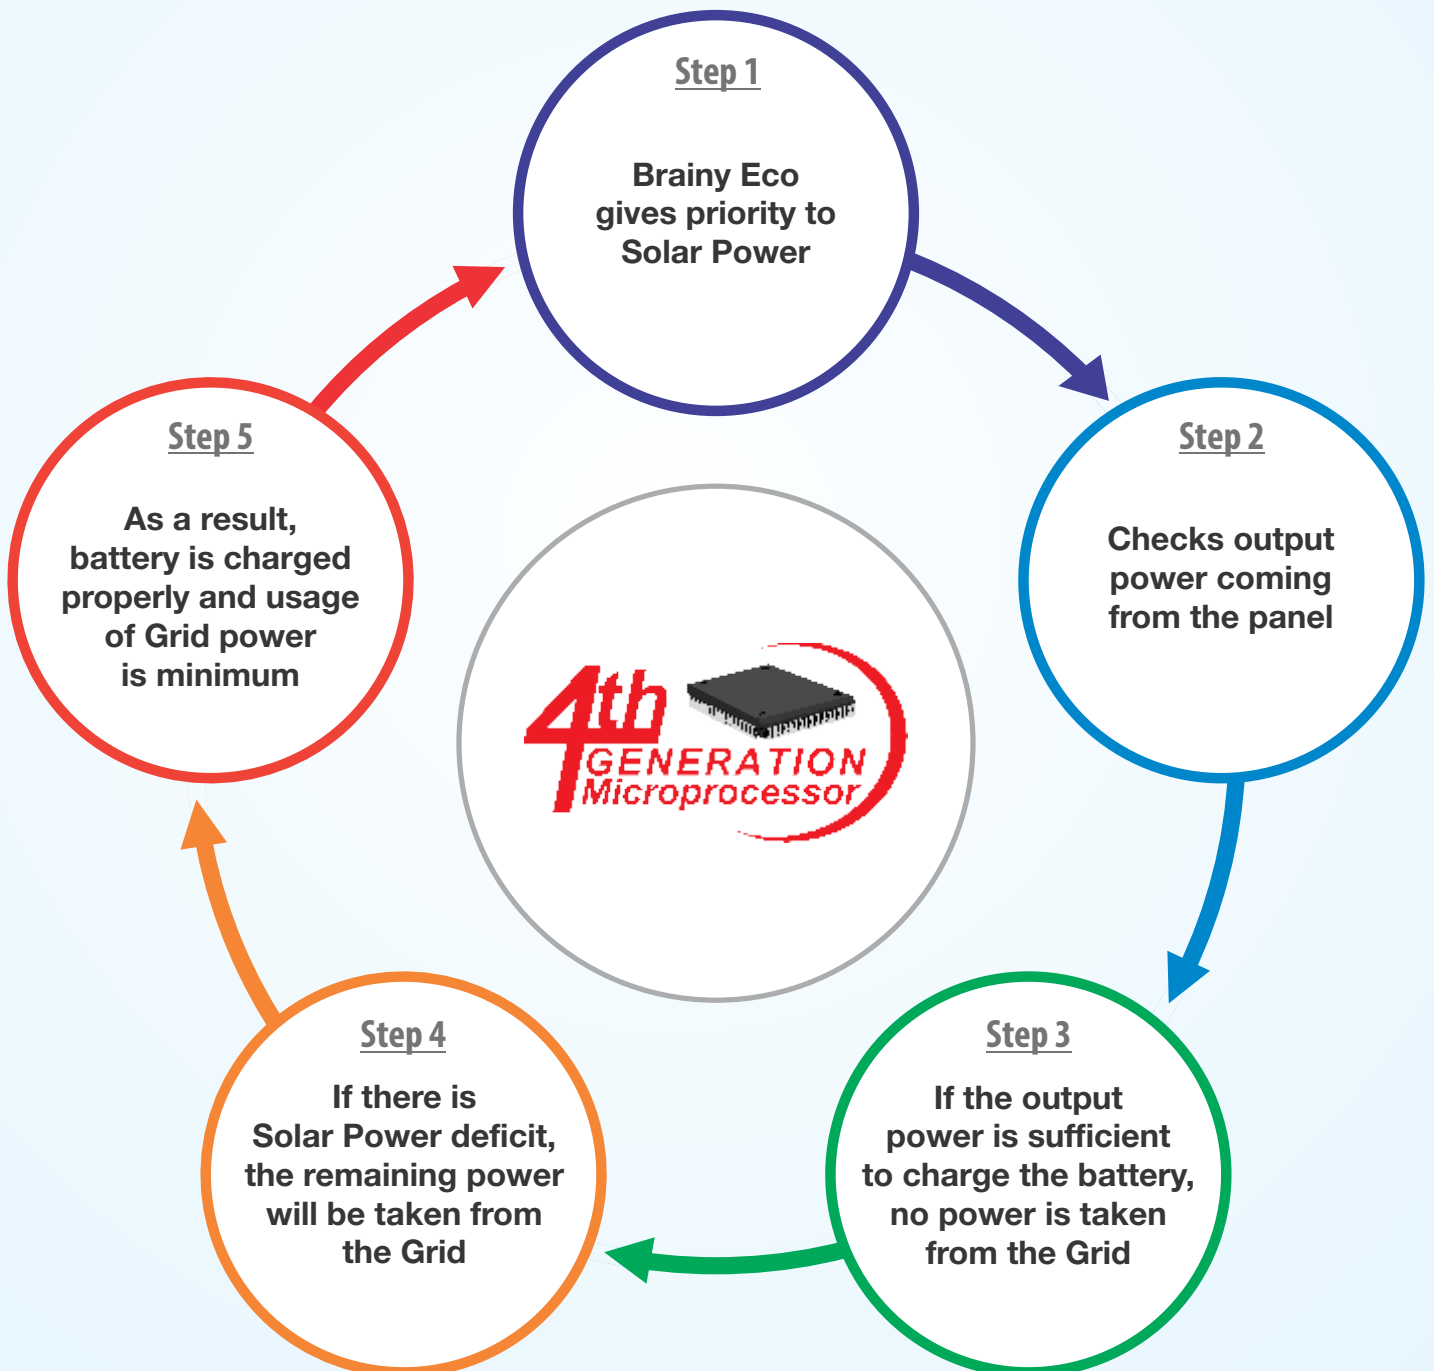 Step 1
Brainy Eco
gives priority to
Solar Power
Step 2
Checks output
power coming
from the panel
Step 3
If the output
power is sufficient
to charge the battery,
no power is taken
from the Grid
Step 4
If there is
Solar Power deficit,
the remaining power
will be taken from
the Grid
Step 5
As a result,
battery is charged
properly and usage
of Grid power
is minimum
4th
GENERATION
Microprocessor